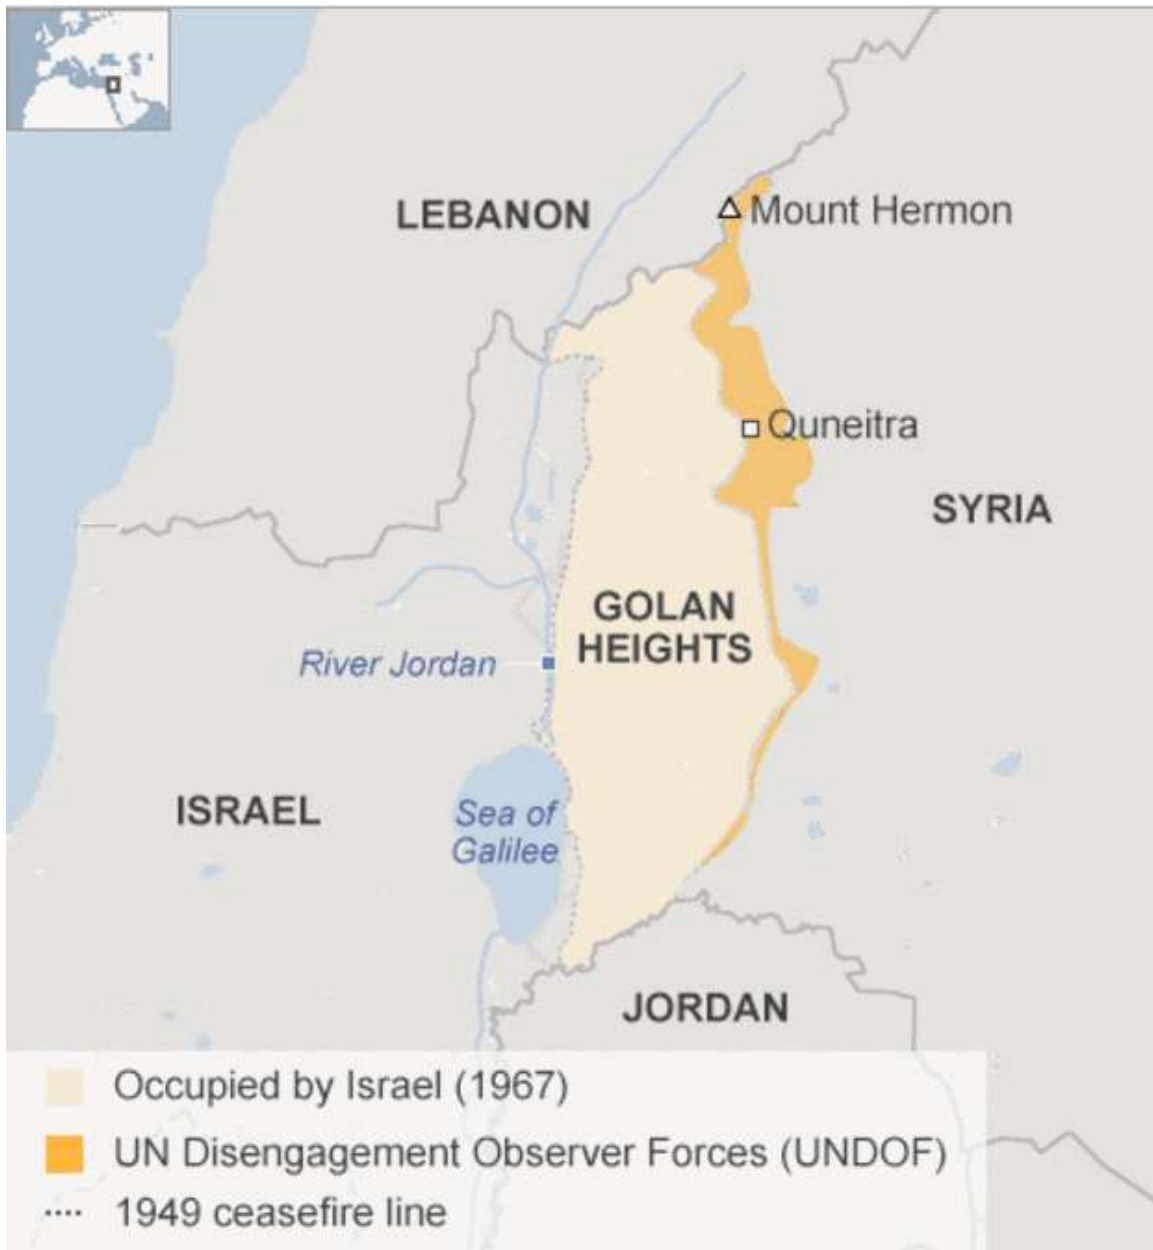 LEBANON
Mount Hermon
Quneitra
SYRIA
GOLAN
HEIGHTS
River Jordan
ISRAEL
Sea of
Galilee
JORDAN
Occupied by Israel (1967)
UN Disengagement Observer Forces (UNDOF)
1949 ceasefire line